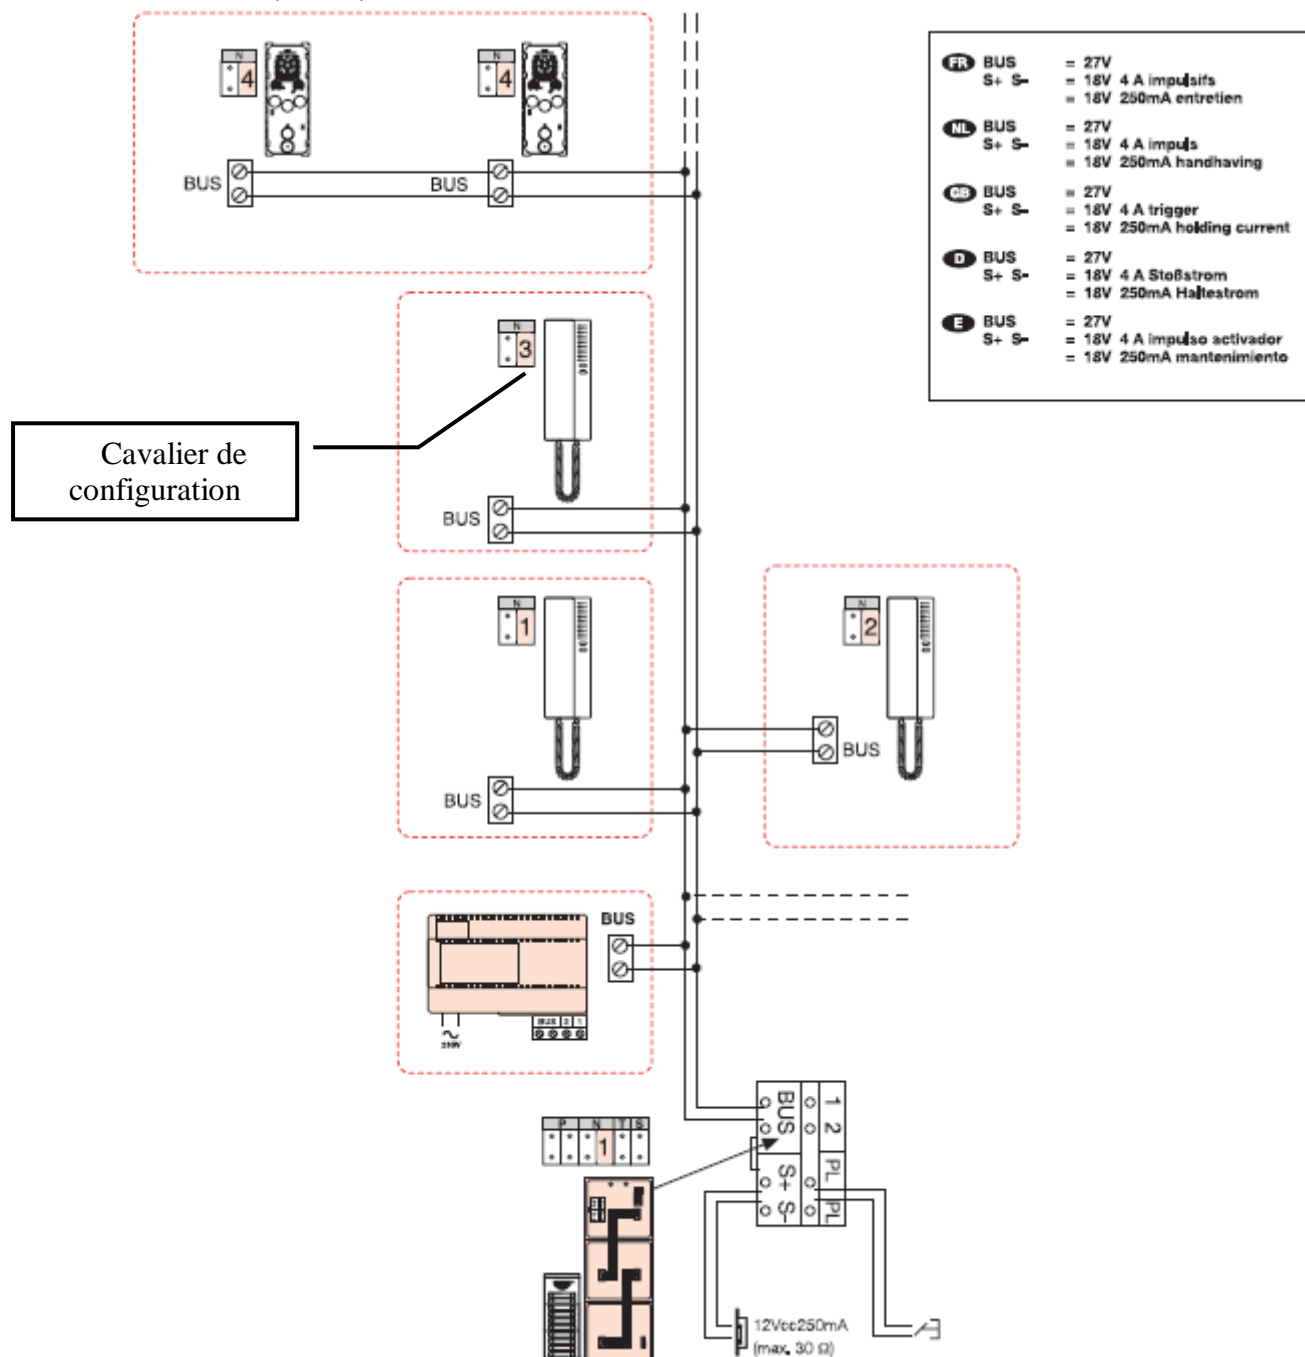 N
4
N
4
BUS
BUS
FR BUS = 27V
S+ S- = 18V 4 A impulsifs
= 18V 250mA entretien
NL BUS = 27V
S+ S- = 18V 4 A impuls
= 18V 250mA handhaving
GB BUS = 27V
S+ S- = 18V 4 A trigger
= 18V 250mA holding current
D BUS = 27V
S+ S- = 18V 4 A Stoßstrom
= 18V 250mA Haltestrom
E BUS = 27V
S+ S- = 18V 4 A impulso activador
= 18V 250mA mantenimiento
N
3
Cavalier de
configuration
BUS
N
1
BUS
N
2
BUS
BUS
BUS 2 1
230V
P N T S
1
BUS 1 2
S+ S- PL PL
12Vcc250mA
(max. 30 Ω)